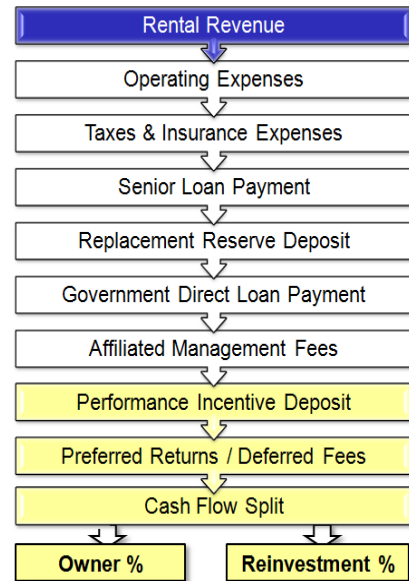 Rental Revenue
Operating Expenses
Taxes & Insurance Expenses
Senior Loan Payment
Replacement Reserve Deposit
Government Direct Loan Payment
Affiliated Management Fees
Performance Incentive Deposit
Preferred Returns / Deferred Fees
Cash Flow Split
Owner %
Reinvestment %